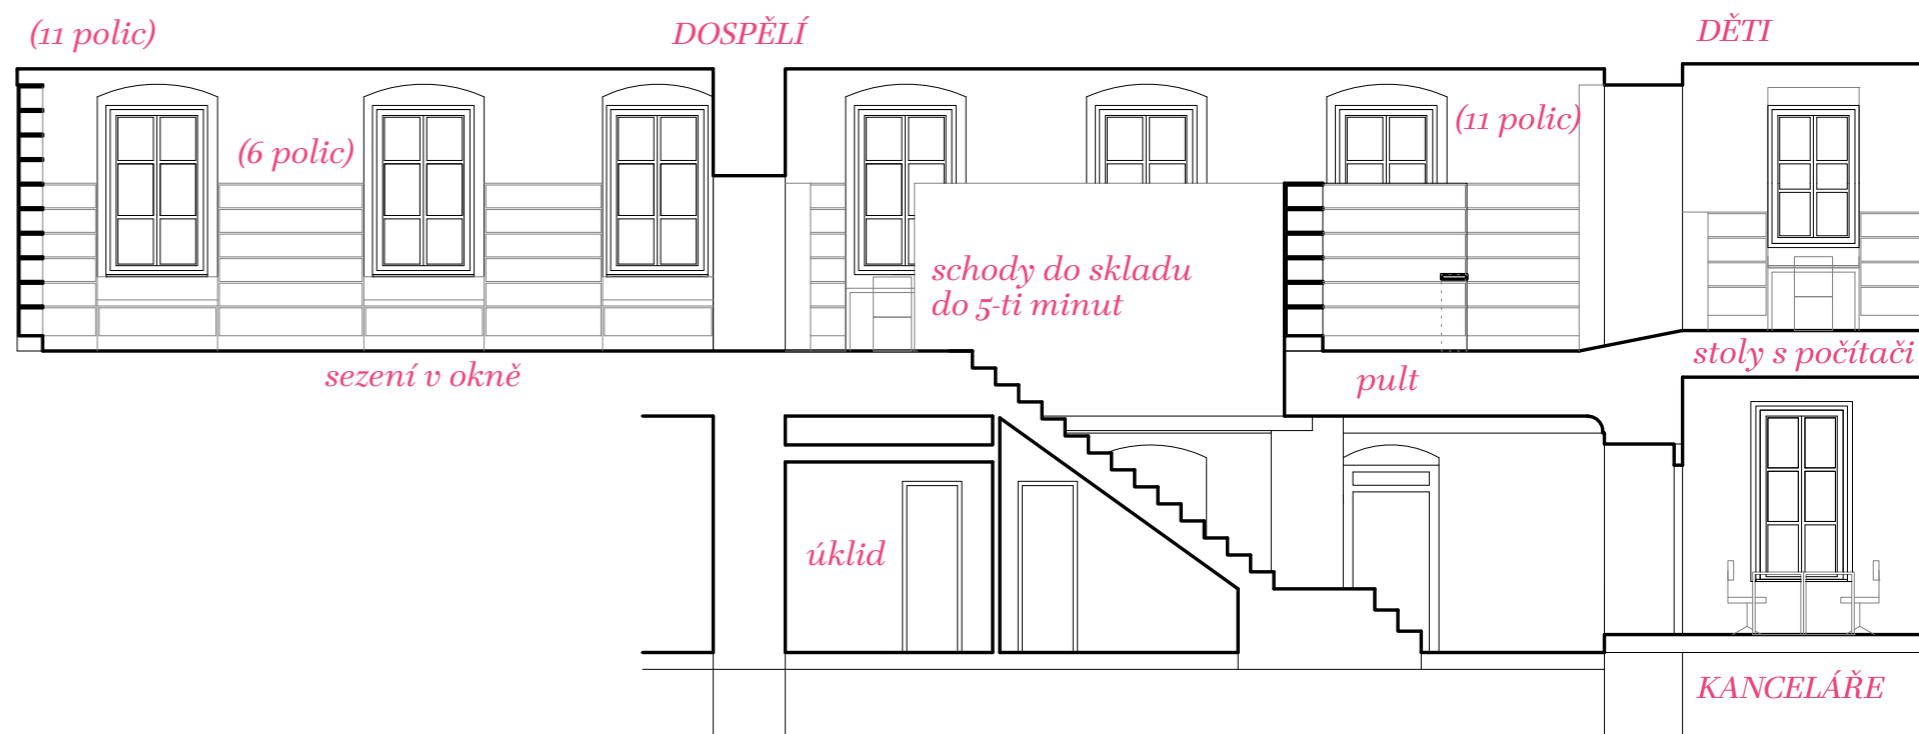 (11 polic)
DOSPĚLÍ
DĚTI
(11 polic)
(6 polic)
schody do skladu
do 5-ti minut
stoly s počítači
sezení v okně
pult
úklid
KANCELÁŘE